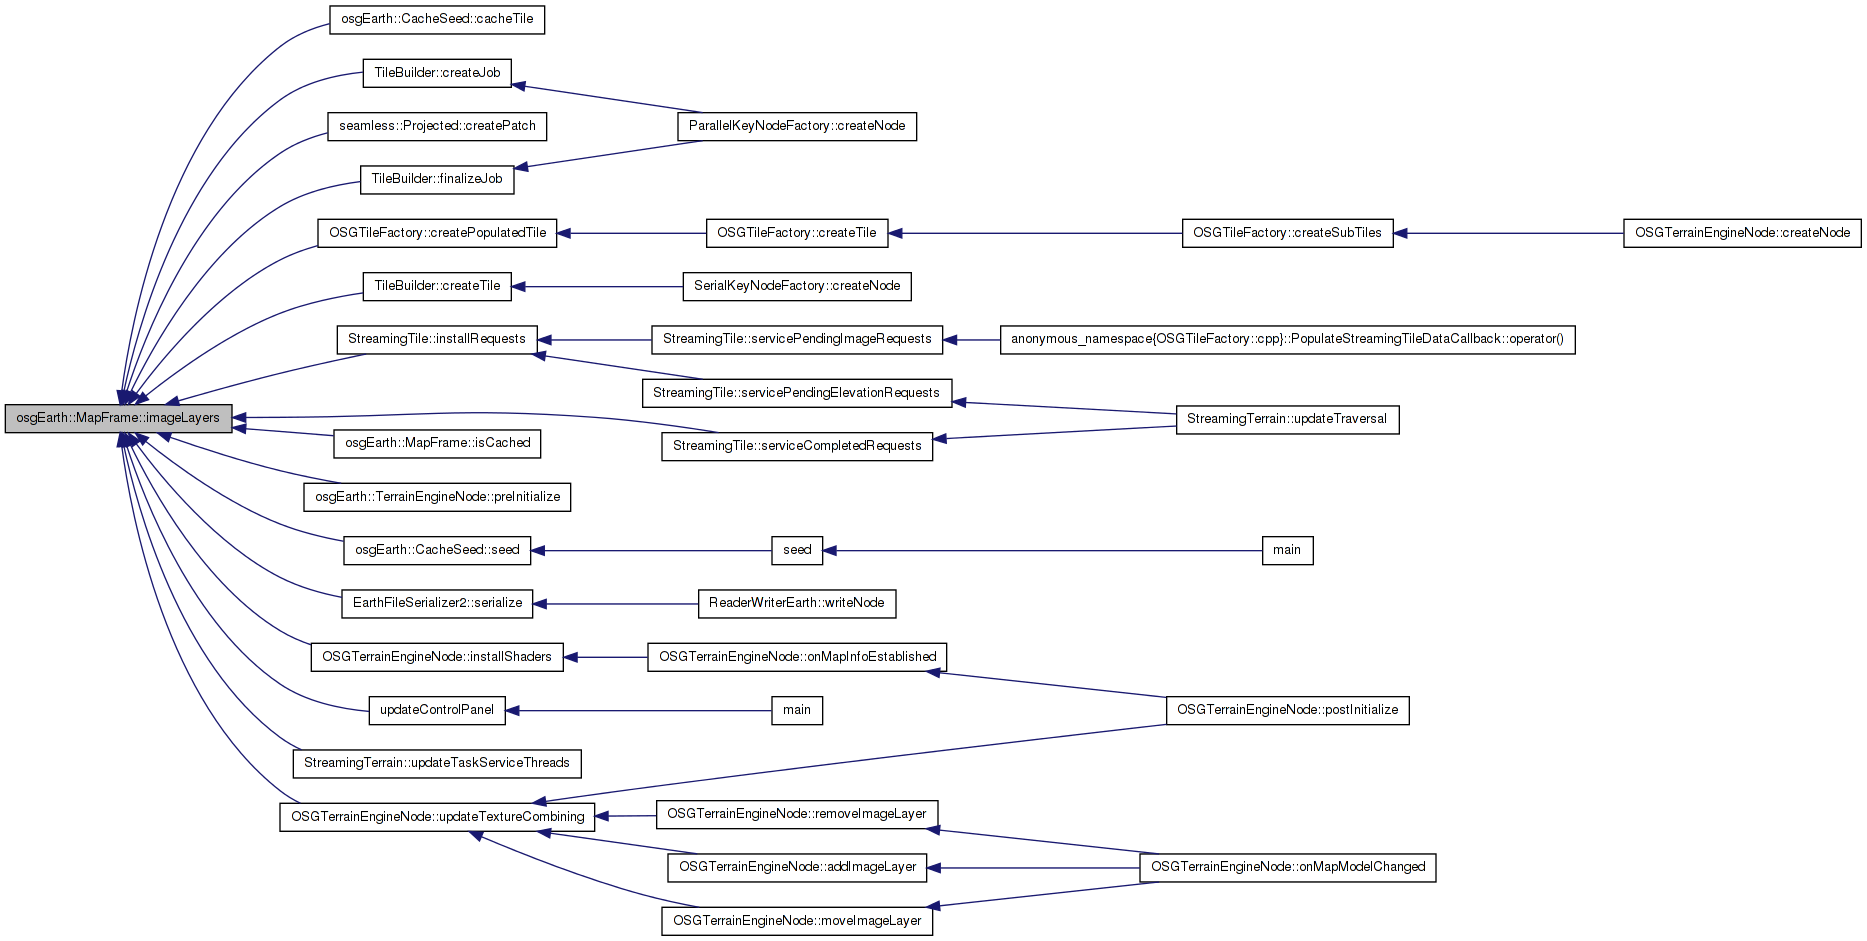 osgEarth::CacheSeed::cacheTile
TileBuilder::createJob
seamless::Projected::createPatch
ParallelKeyNodeFactory::createNode
TileBuilder::finalizeJob
OSGTileFactory::createPopulatedTile
OSGTileFactory::createTile
OSGTileFactory::createSubTiles
OSGTerrainEngineNode::createNode
TileBuilder::createTile
SerialKeyNodeFactory::createNode
StreamingTile::installRequests
StreamingTile::servicePendingImageRequests
anonymous_namespace{OSGTileFactory::cpp}::PopulateStreamingTileDataCallback::operator()
StreamingTile::servicePendingElevationRequests
osgEarth::MapFrame::imageLayers
StreamingTerrain::updateTraversal
osgEarth::MapFrame::isCached
StreamingTile::serviceCompletedRequests
osgEarth::TerrainEngineNode::preInitialize
osgEarth::CacheSeed::seed
seed
main
EarthFileSerializer2::serialize
ReaderWriterEarth::writeNode
OSGTerrainEngineNode::installShaders
OSGTerrainEngineNode::onMapInfoEstablished
updateControlPanel
main
OSGTerrainEngineNode::postInitialize
StreamingTerrain::updateTaskServiceThreads
OSGTerrainEngineNode::updateTextureCombining
OSGTerrainEngineNode::removeImageLayer
OSGTerrainEngineNode::addImageLayer
OSGTerrainEngineNode::onMapModelChanged
OSGTerrainEngineNode::moveImageLayer